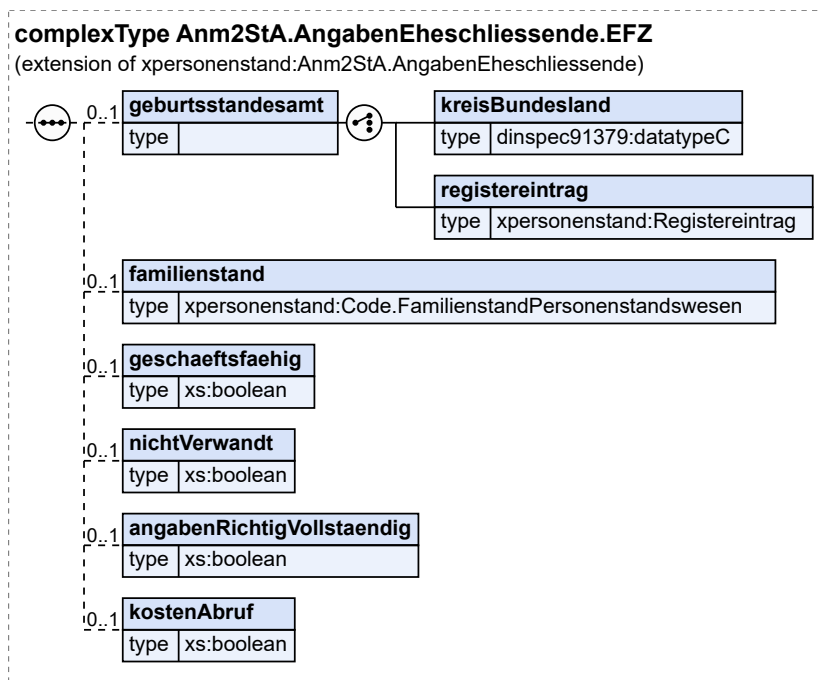 complexType Anm2StA.AngabenEheschliessende.EFZ
(extension of xpersonenstand:Anm2StA.AngabenEheschliessende)
0..1 geburtsstandesamt
type
kreisBundesland
type dinspec91379:datatypeC
registereintrag
type xpersonenstand:Registereintrag
0..1 familienstand
type xpersonenstand:Code.FamilienstandPersonenstandswesen
0..1 geschaeftsfaehig
type xs:boolean
0..1 nichtVerwandt
type xs:boolean
0..1 angabenRichtigVollstaendig
type xs:boolean
0..1 kostenAbruf
type xs:boolean